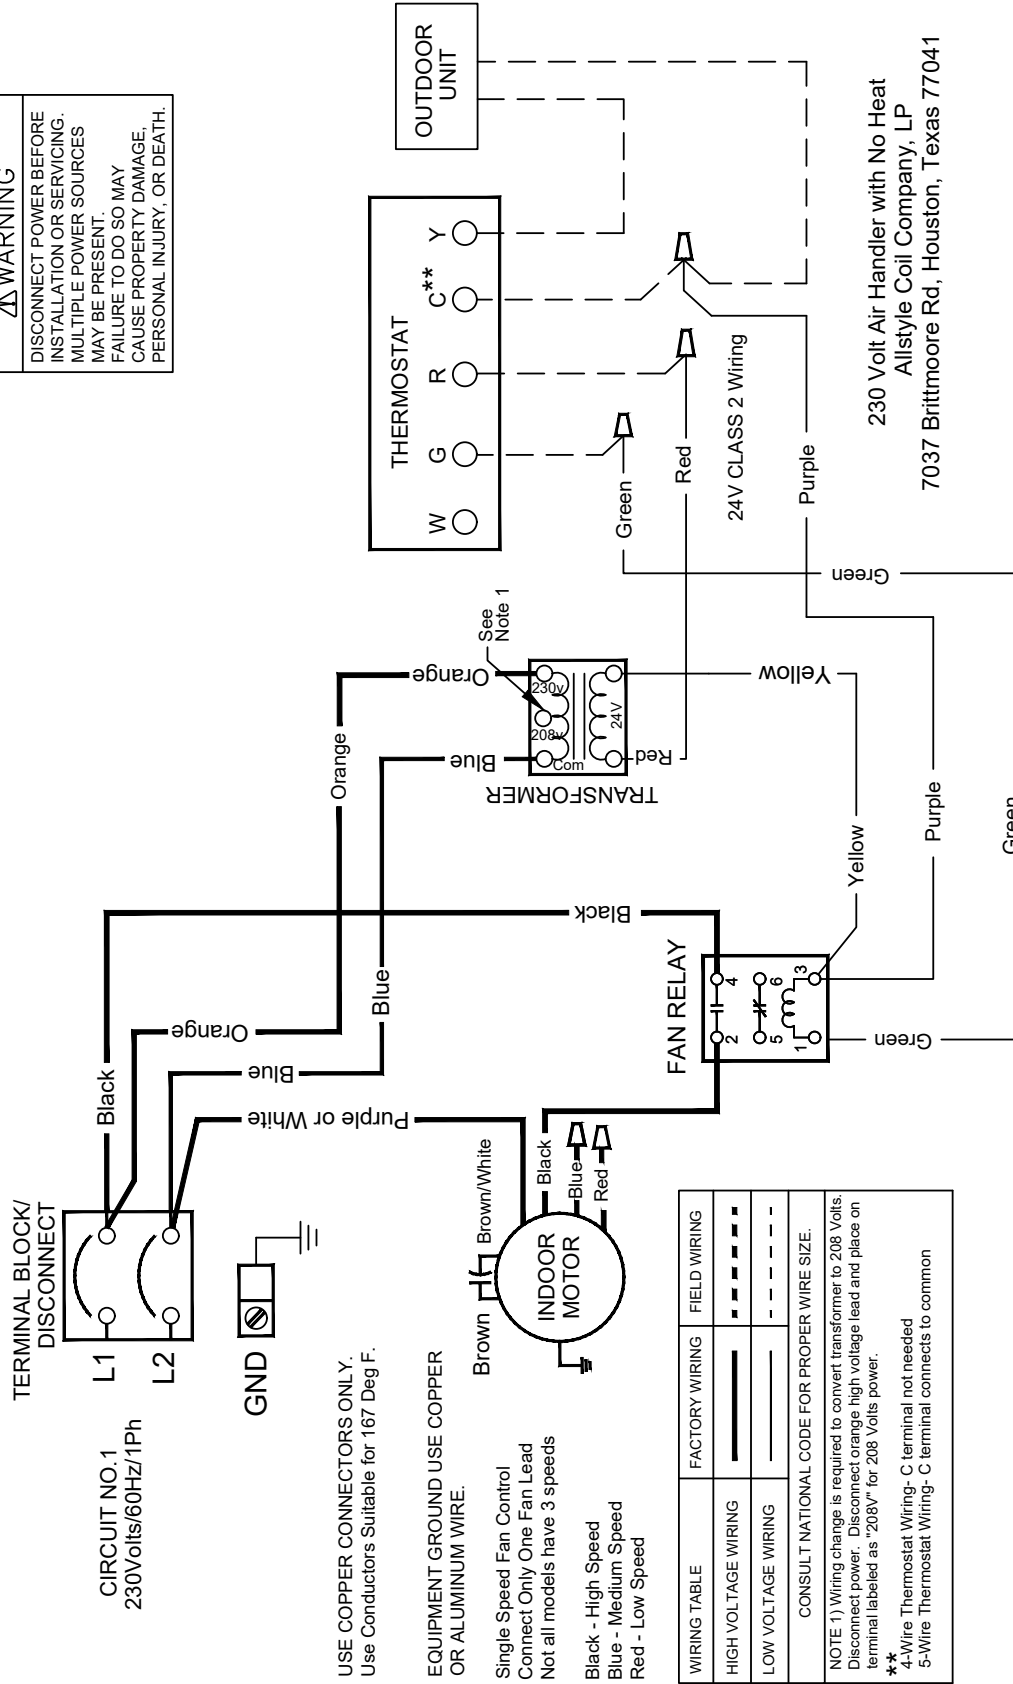 ⚠WARNING
DISCONNECT POWER BEFORE
INSTALLATION OR SERVICING.
MULTIPLE POWER SOURCES
MAY BE PRESENT.
FAILURE TO DO SO MAY
CAUSE PROPERTY DAMAGE,
PERSONAL INJURY, OR DEATH.
TERMINAL BLOCK/
DISCONNECT
L1
L2
GND
CIRCUIT NO.1
230Volts/60Hz/1Ph
USE COPPER CONNECTORS ONLY.
Use Conductors Suitable for 167 Deg F.
EQUIPMENT GROUND USE COPPER
OR ALUMINUM WIRE.
Single Speed Fan Control
Connect Only One Fan Lead
Not all models have 3 speeds
Black - High Speed
Blue - Medium Speed
Red - Low Speed
Black
Orange
Blue
Purple or White
Orange
Blue
Black
Orange
Blue
Brown
Brown/White
INDOOR
MOTOR
Black
Blue
Red
FAN RELAY
2
4
5
6
1
3
Green
Yellow
Purple
Green
TRANSFORMER
230v
208v
Com
24V
See
Note 1
Red
Yellow
THERMOSTAT
W
G
R
C**
Y
OUTDOOR
UNIT
Green
Red
24V CLASS 2 Wiring
Purple
Green
230 Volt Air Handler with No Heat
Allstyle Coil Company, LP
7037 Brittmoore Rd, Houston, Texas 77041
WIRING TABLE
FACTORY WIRING
FIELD WIRING
HIGH VOLTAGE WIRING
LOW VOLTAGE WIRING
CONSULT NATIONAL CODE FOR PROPER WIRE SIZE.
NOTE 1) Wiring change is required to convert transformer to 208 Volts.
Disconnect power. Disconnect orange high voltage lead and place on
terminal labeled as "208V" for 208 Volts power.
**
4-Wire Thermostat Wiring- C terminal not needed
5-Wire Thermostat Wiring- C terminal connects to common